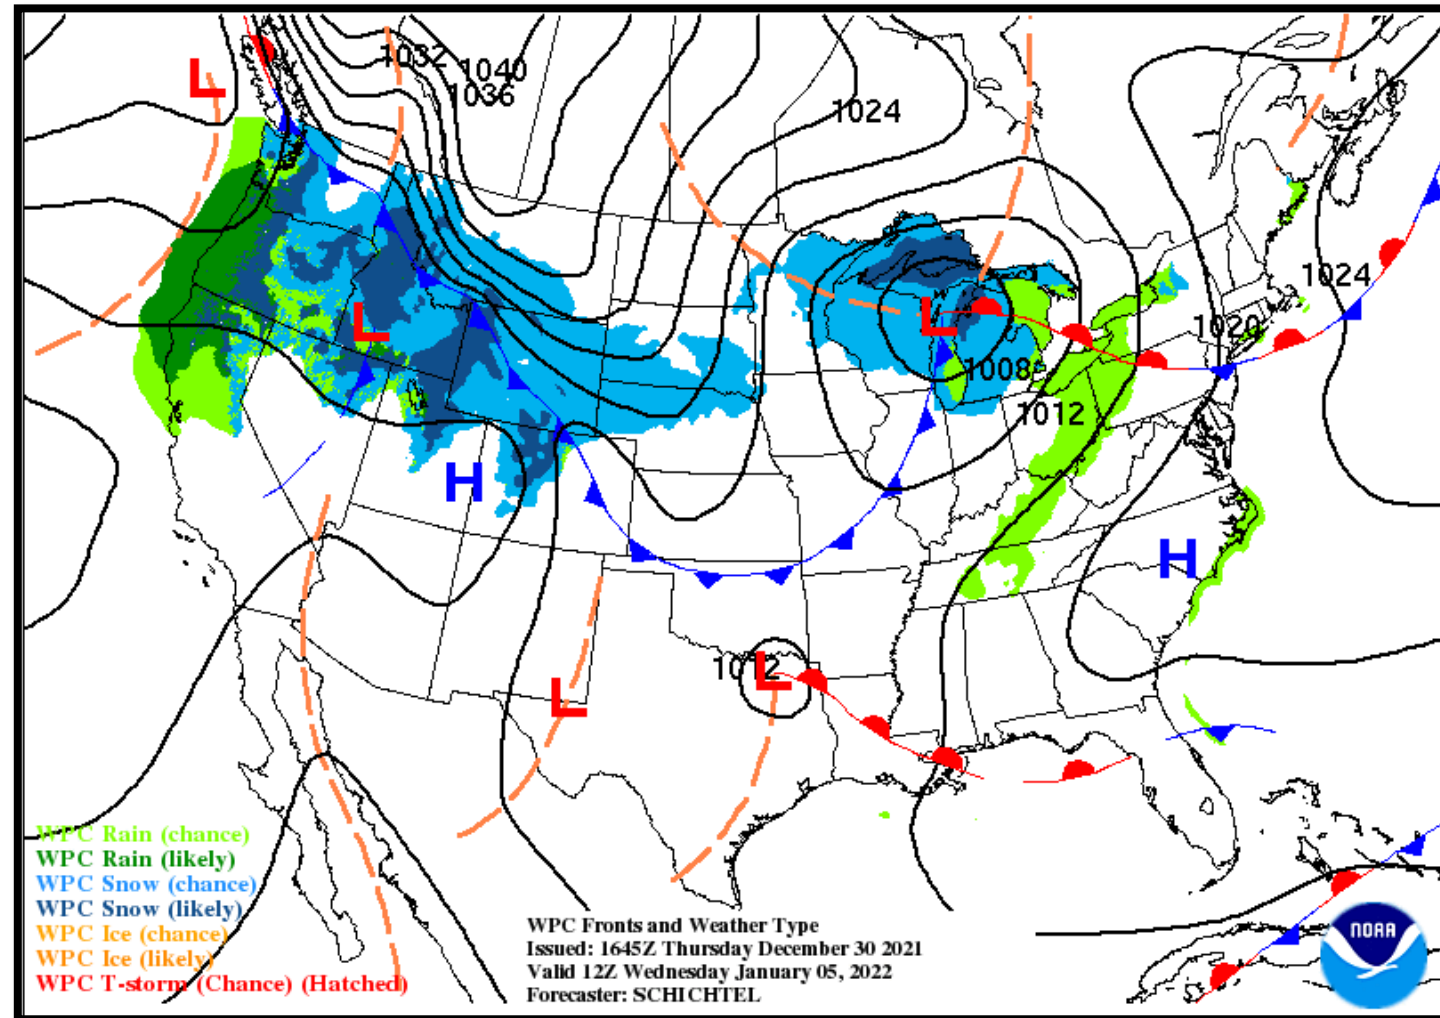 L
1032
1040
1036
1024
1024
L
L
1020
1008
1012
H
H
1012
L
L
WPC Rain (chance)
WPC Rain (likely)
WPC Snow (chance)
WPC Snow (likely)
WPC Ice (chance)
WPC Ice (likely)
WPC T-storm (Chance) (Hatched)
WPC Fronts and Weather Type
Issued: 1645Z Thursday December 30 2021
Valid 12Z Wednesday January 05, 2022
Forecaster: SCHICHTEL
NOAA